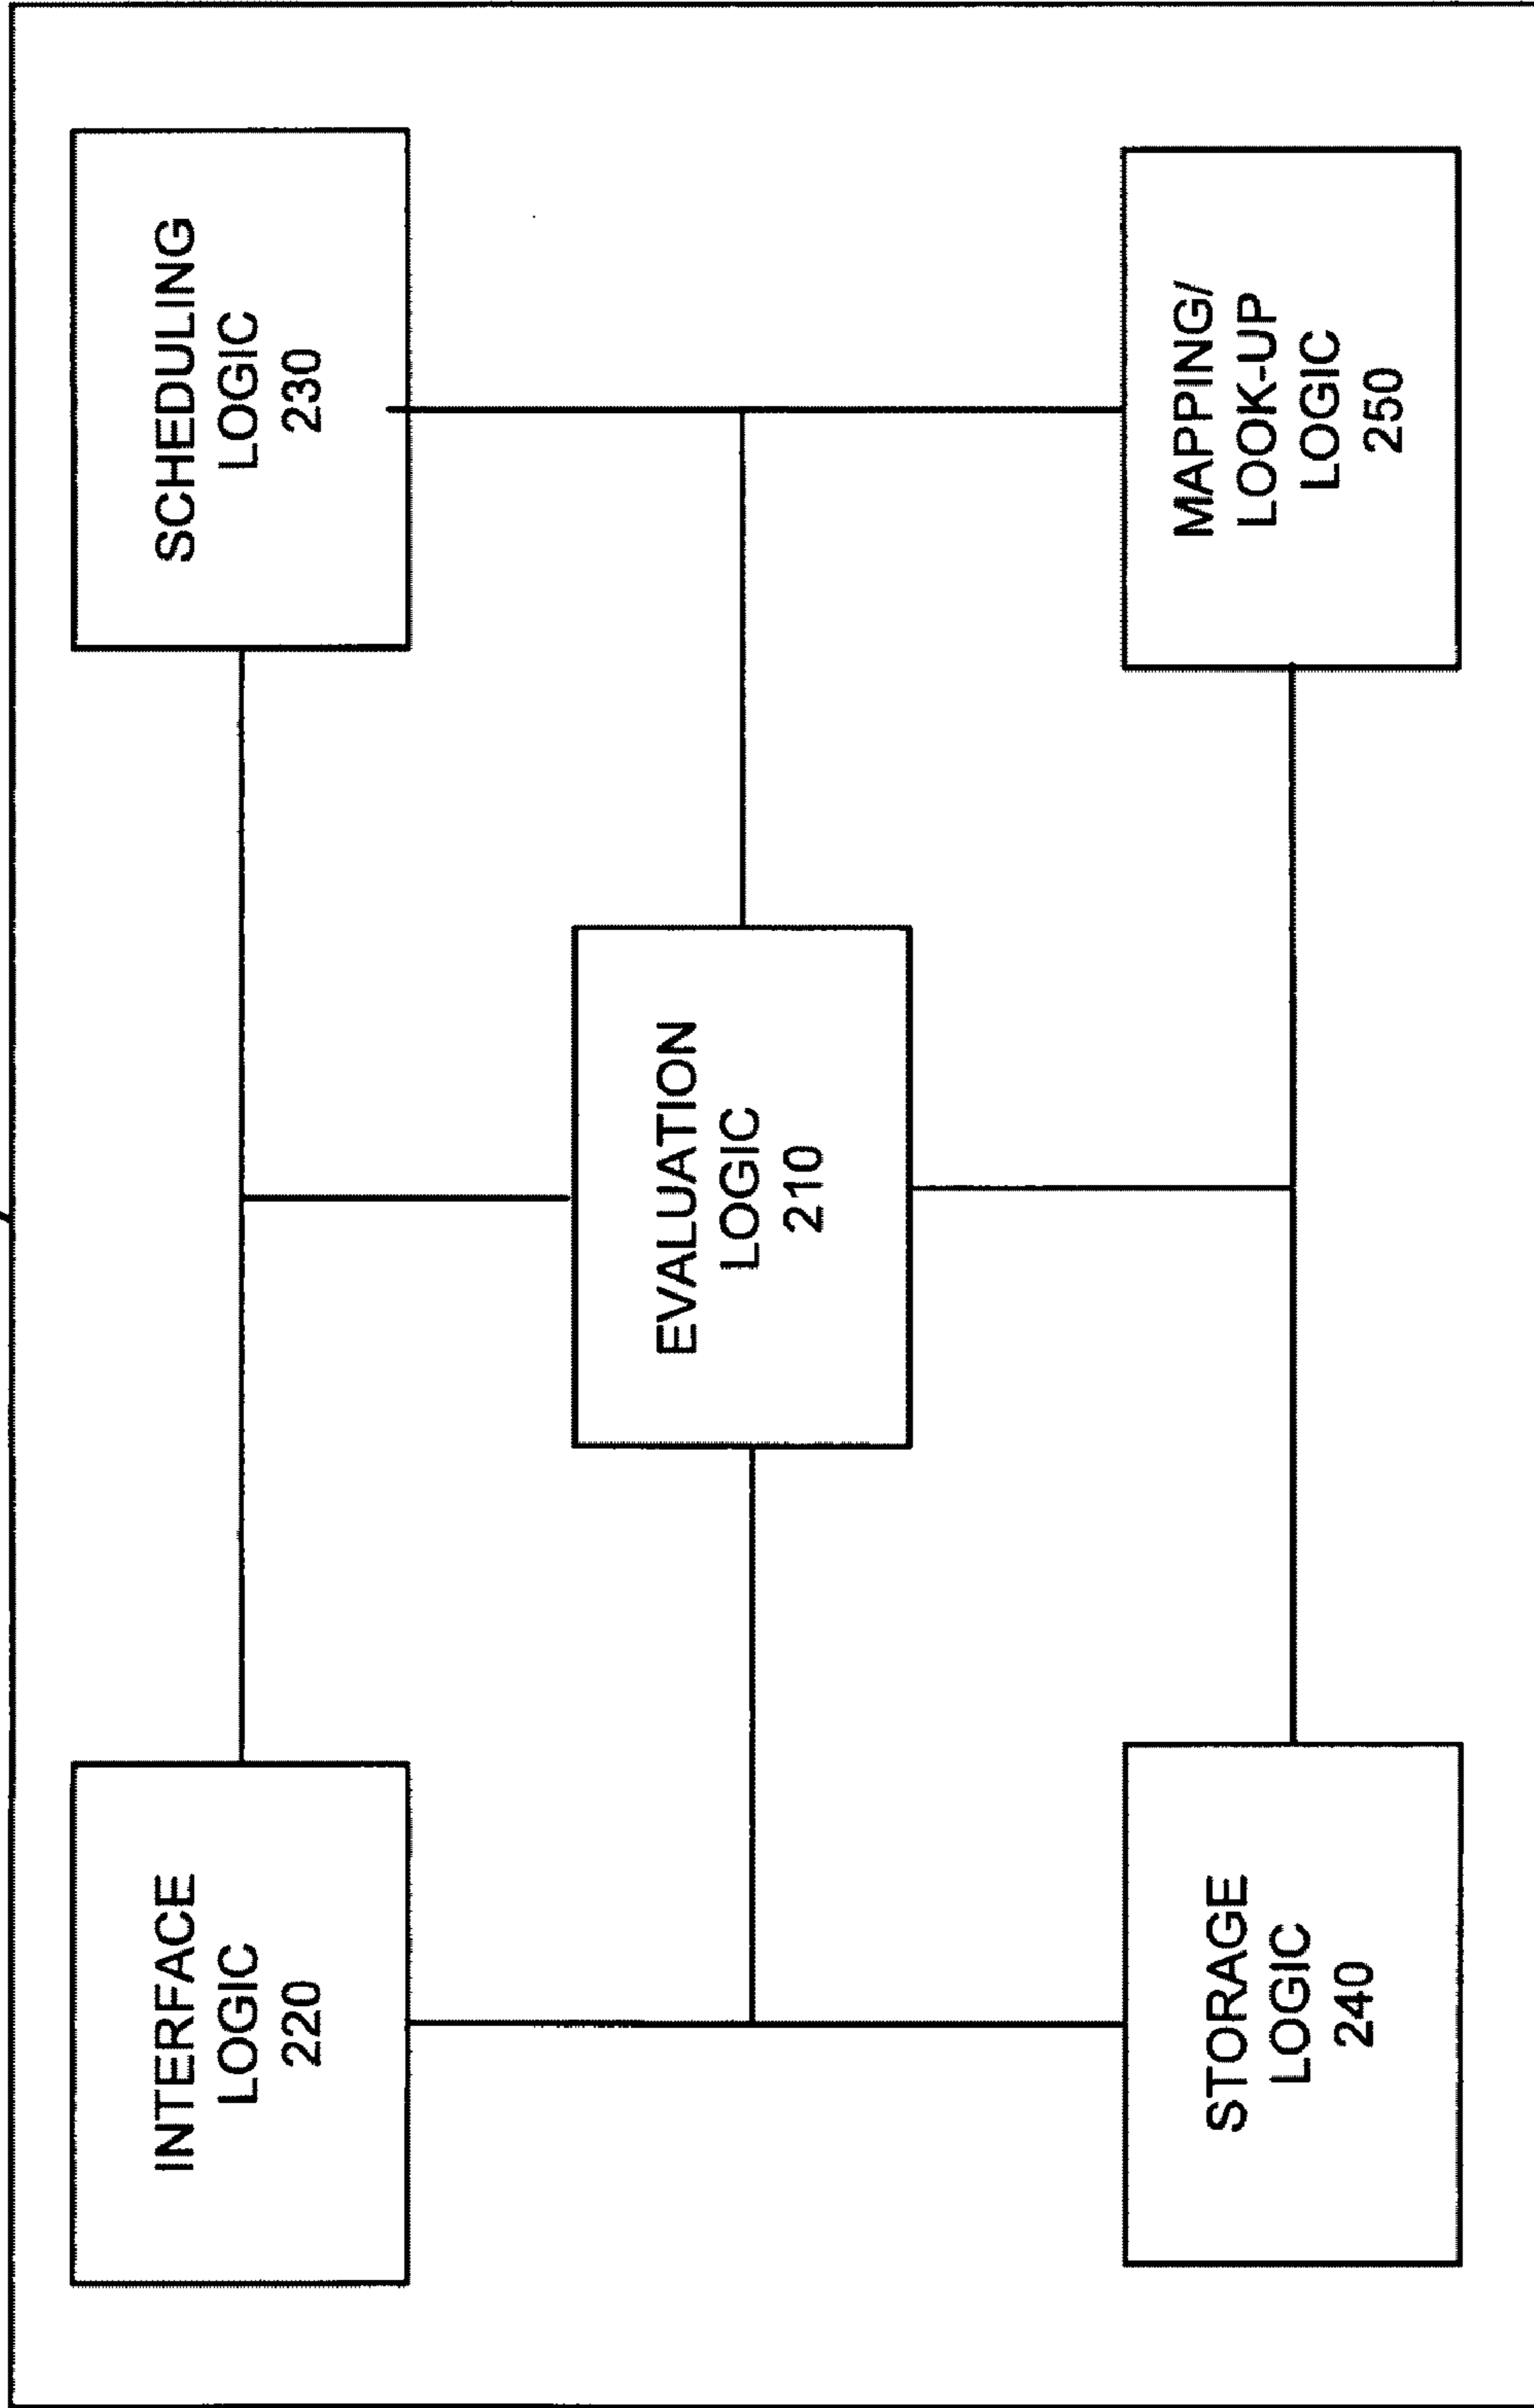 INTERFACE
LOGIC
220
SCHEDULING
LOGIC
230
EVALUATION
LOGIC
210
STORAGE
LOGIC
240
MAPPING/
LOOK-UP
LOGIC
250